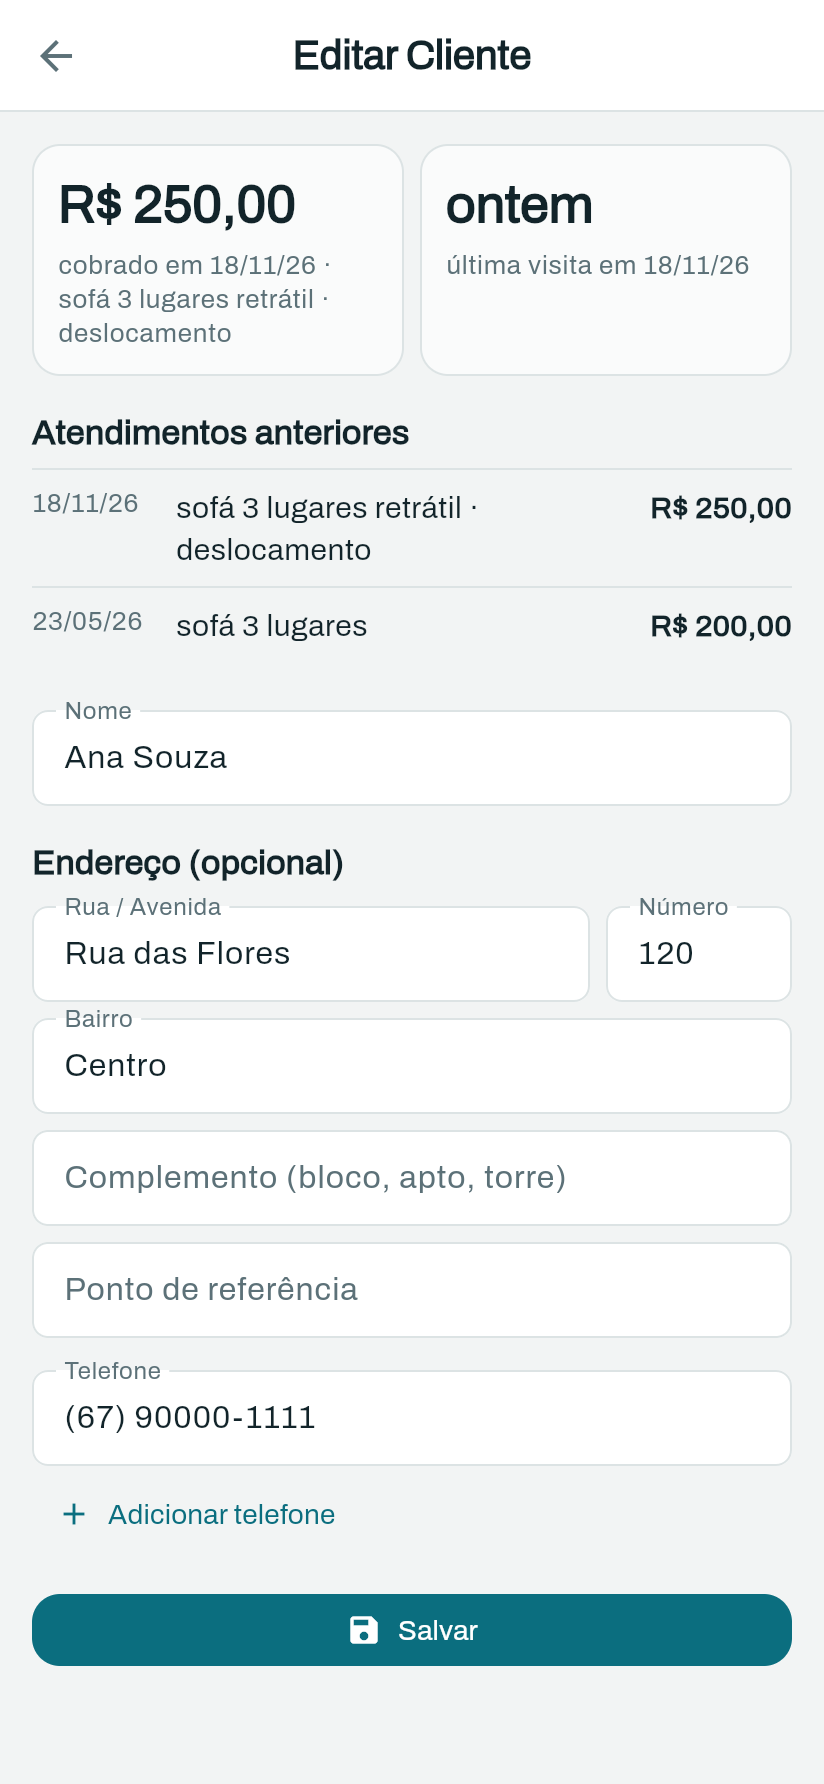 Editar Cliente
R$ 250,00
cobrado em 18/11/26 ·
sofá 3 lugares retrátil ·
deslocamento
ontem
última visita em 18/11/26
Atendimentos anteriores
18/11/26 sofá 3 lugares retrátil · R$ 250,00
deslocamento
23/05/26 sofá 3 lugares R$ 200,00
Nome
Ana Souza
Endereço (opcional)
Rua / Avenida
Rua das Flores
Número
120
Bairro
Centro
Complemento (bloco, apto, torre)
Ponto de referência
Telefone
(67) 90000-1111
+ Adicionar telefone
Salvar